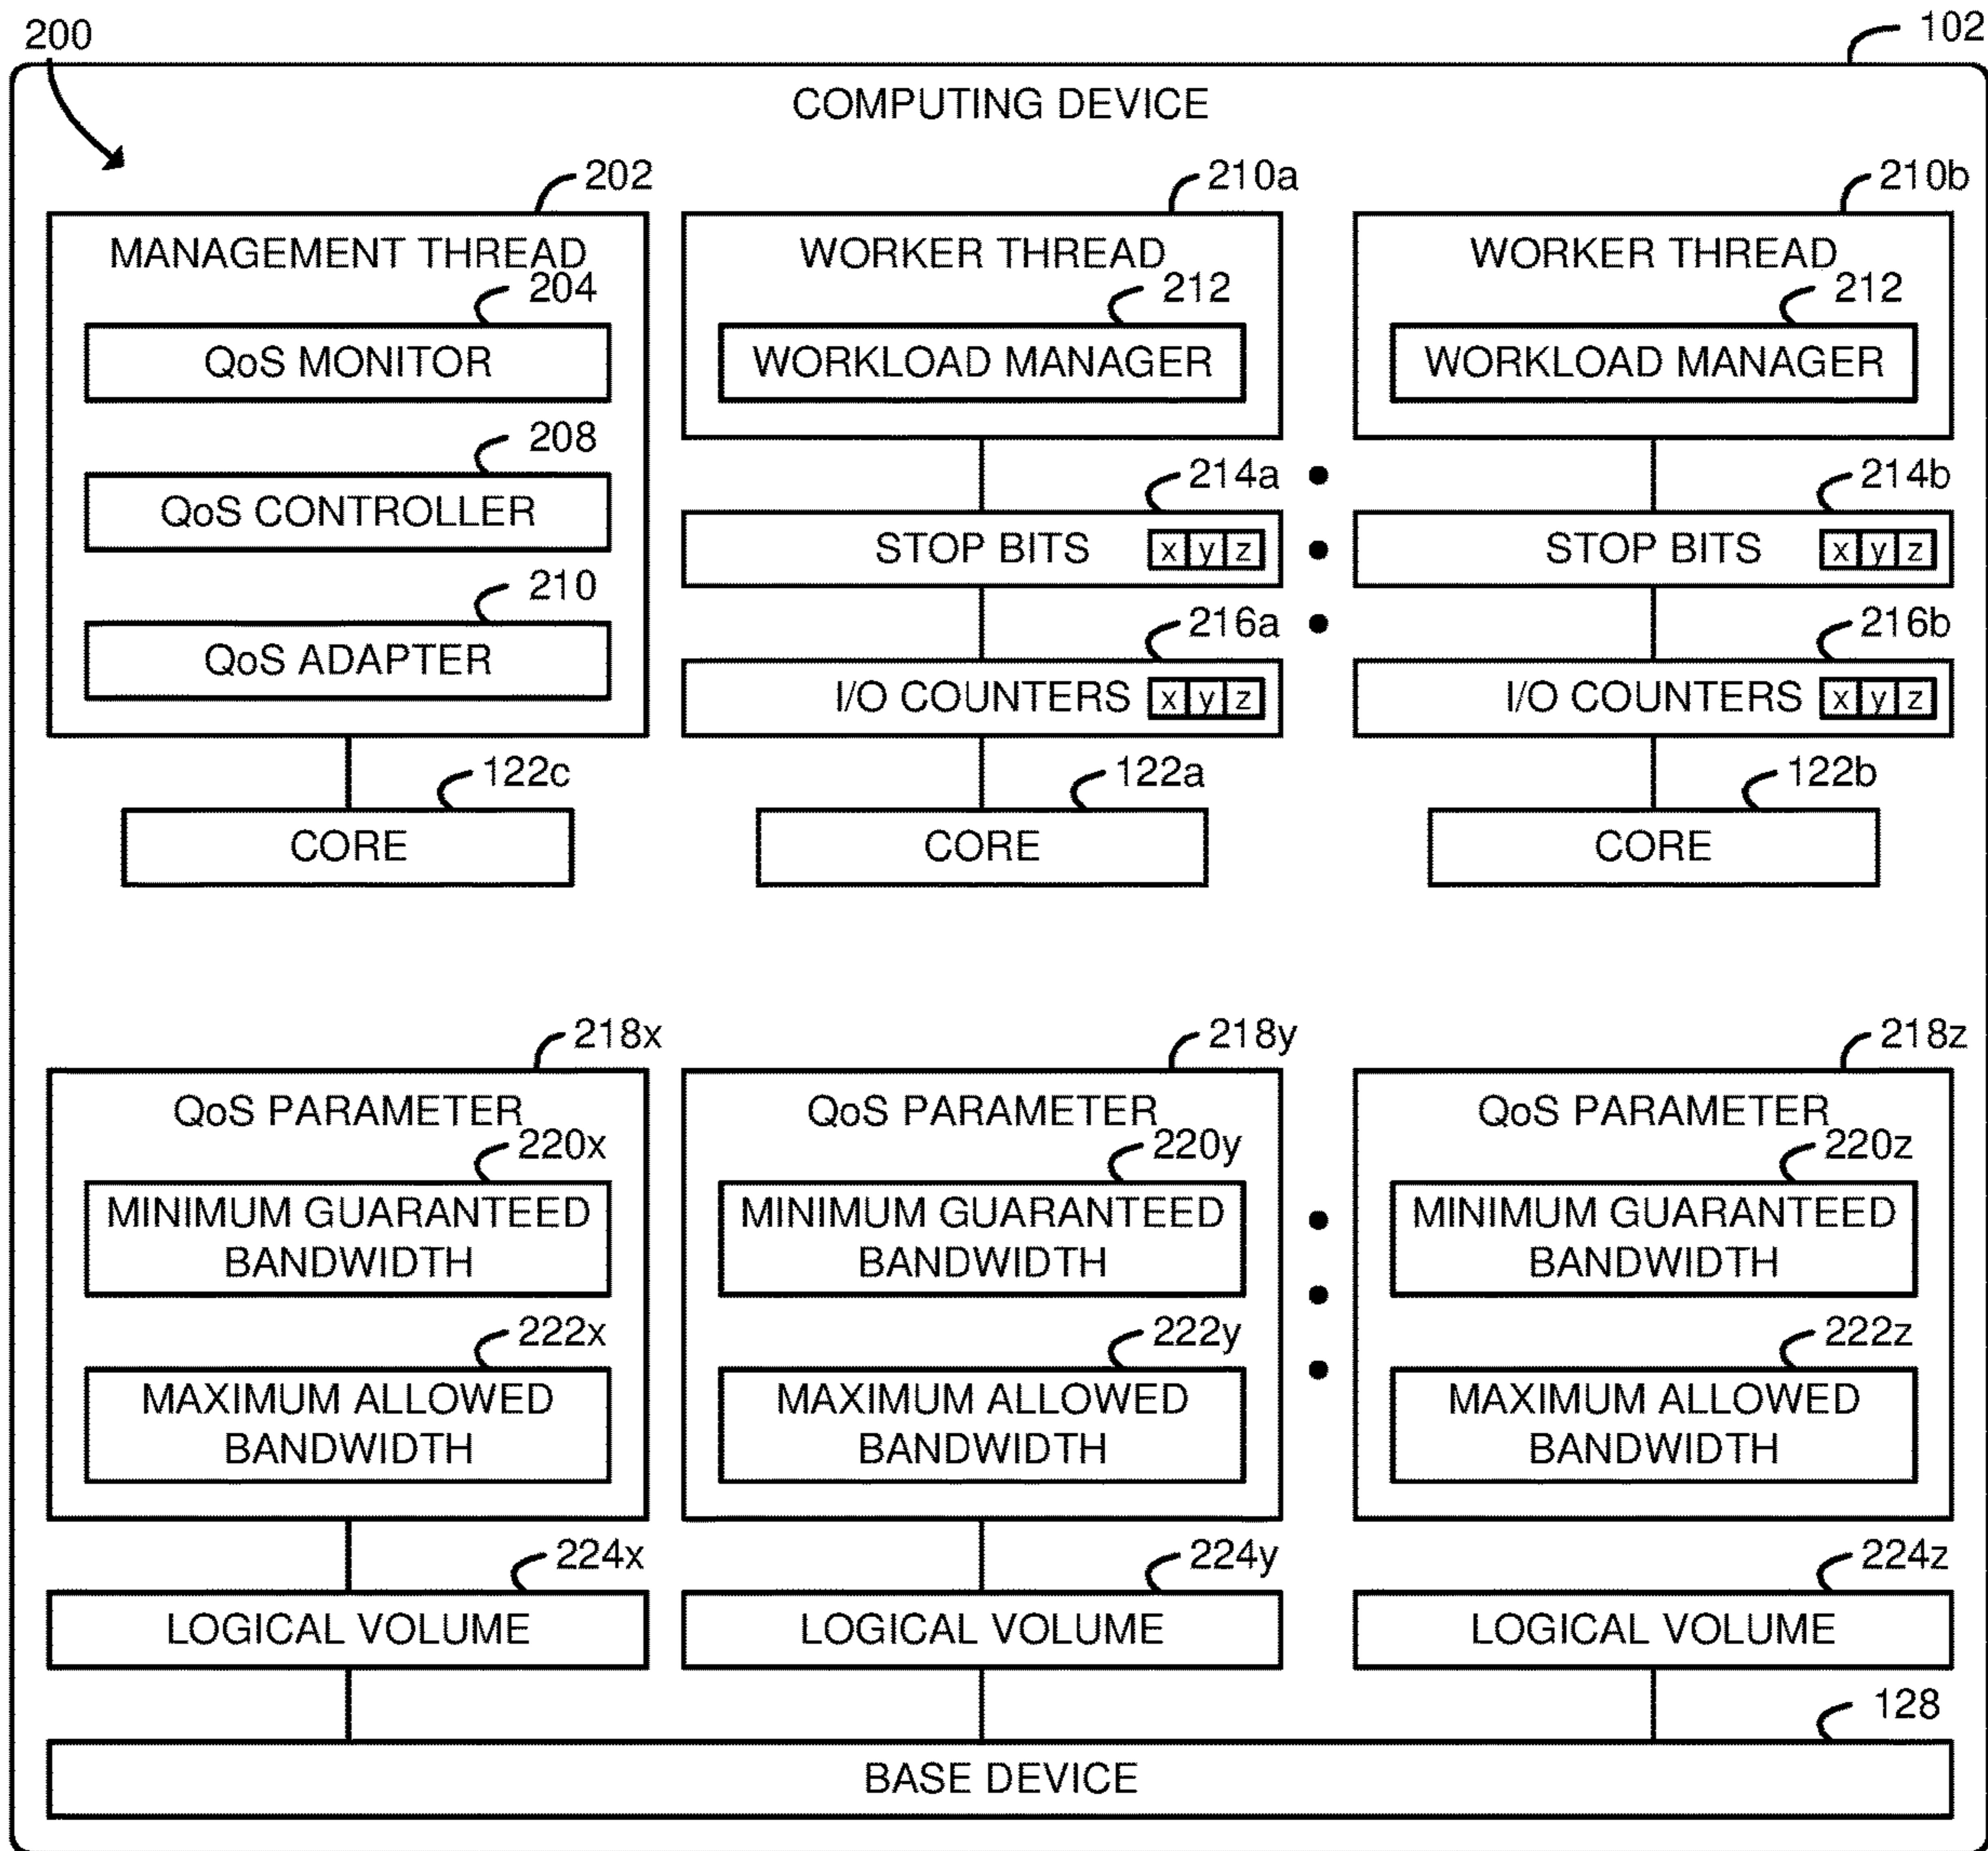 200
102
COMPUTING DEVICE
202
210a
210b
MANAGEMENT THREAD
WORKER THREAD
WORKER THREAD
204
212
212
QoS MONITOR
WORKLOAD MANAGER
WORKLOAD MANAGER
208
214a
214b
QoS CONTROLLER
STOP BITS x y z
STOP BITS x y z
210
216a
216b
QoS ADAPTER
I/O COUNTERS x y z
I/O COUNTERS x y z
122c
122a
122b
CORE
CORE
CORE
218x
218y
218z
QoS PARAMETER
QoS PARAMETER
QoS PARAMETER
220x
220y
220z
MINIMUM GUARANTEED
BANDWIDTH
MINIMUM GUARANTEED
BANDWIDTH
MINIMUM GUARANTEED
BANDWIDTH
222x
222y
222z
MAXIMUM ALLOWED
BANDWIDTH
MAXIMUM ALLOWED
BANDWIDTH
MAXIMUM ALLOWED
BANDWIDTH
224x
224y
224z
LOGICAL VOLUME
LOGICAL VOLUME
LOGICAL VOLUME
128
BASE DEVICE